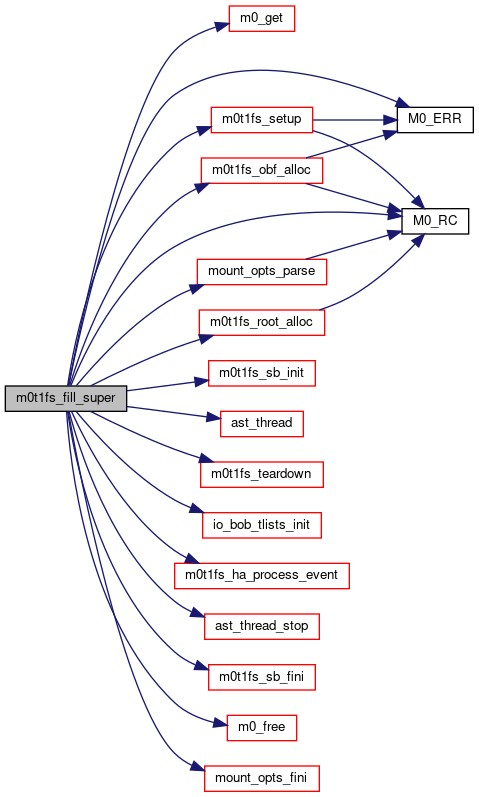 m0_get
m0t1fs_setup
M0_ERR
m0t1fs_obf_alloc
M0_RC
mount_opts_parse
m0t1fs_root_alloc
m0t1fs_sb_init
m0t1fs_fill_super
ast_thread
m0t1fs_teardown
io_bob_tlists_init
m0t1fs_ha_process_event
ast_thread_stop
m0t1fs_sb_fini
m0_free
mount_opts_fini